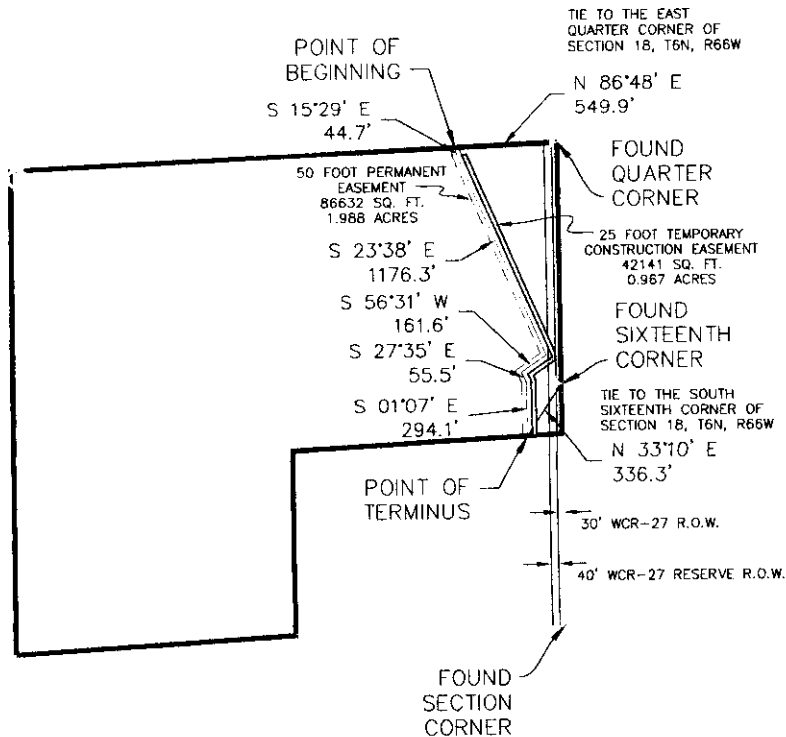 TIE TO THE EAST
QUARTER CORNER OF
SECTION 18, T6N, R66W
POINT OF
BEGINNING
N 86°48' E
549.9'
S 15°29' E
44.7'
FOUND
QUARTER
CORNER
50 FOOT PERMANENT
EASEMENT
86632 SQ. FT.
1.988 ACRES
25 FOOT TEMPORARY
CONSTRUCTION EASEMENT
42141 SQ. FT.
0.967 ACRES
S 23°38' E
1176.3'
S 56°31' W
161.6'
FOUND
SIXTEENTH
CORNER
S 27°35' E
55.5'
S 01°07' E
294.1'
TIE TO THE SOUTH
SIXTEENTH CORNER OF
SECTION 18, T6N, R66W
N 33°10' E
336.3'
POINT OF
TERMINUS
30' WCR-27 R.O.W.
40' WCR-27 RESERVE R.O.W.
FOUND
SECTION
CORNER